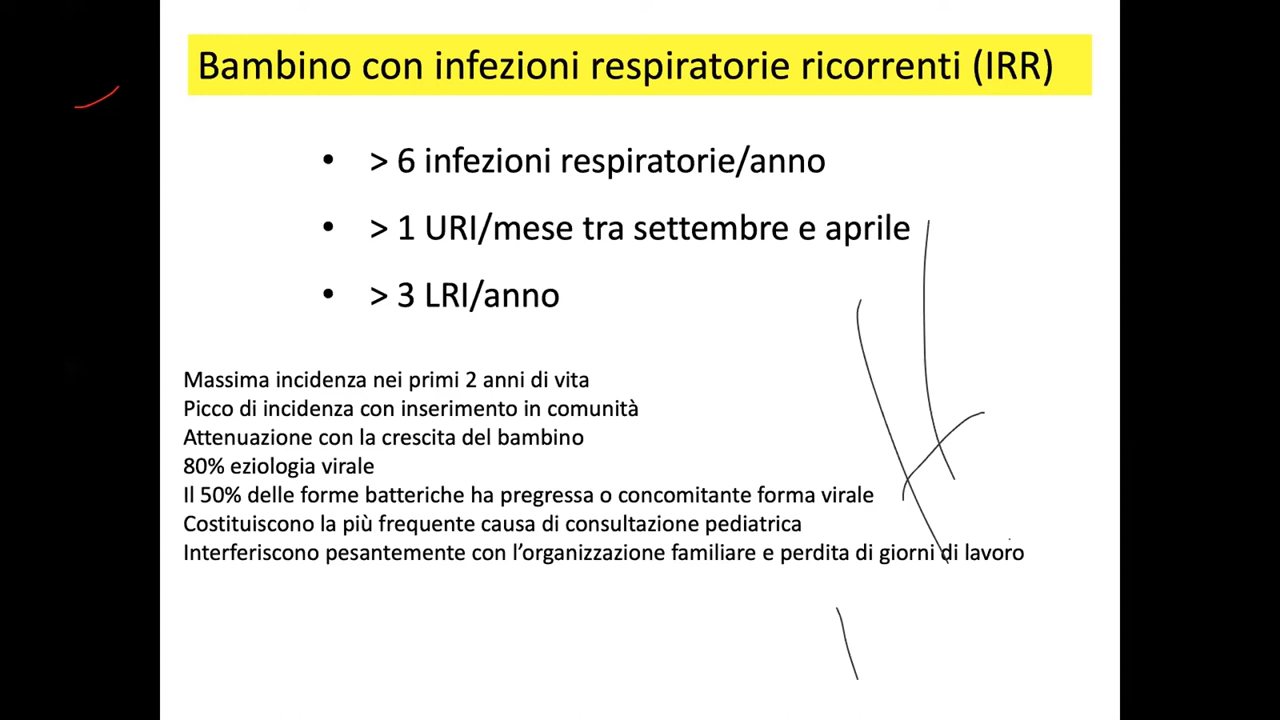 Bambino con infezioni respiratorie ricorrenti (IRR)
• > 6 infezioni respiratorie/anno
• > 1 URI/mese tra settembre e aprile
• > 3 LRI/anno
Massima incidenza nei primi 2 anni di vita
Picco di incidenza con inserimento in comunità
Attenuazione con la crescita del bambino
80% eziologia virale
Il 50% delle forme batteriche ha pregressa o concomitante forma virale
Costituiscono la più frequente causa di consultazione pediatrica
Interferiscono pesantemente con l’organizzazione familiare e perdita di giorni di lavoro